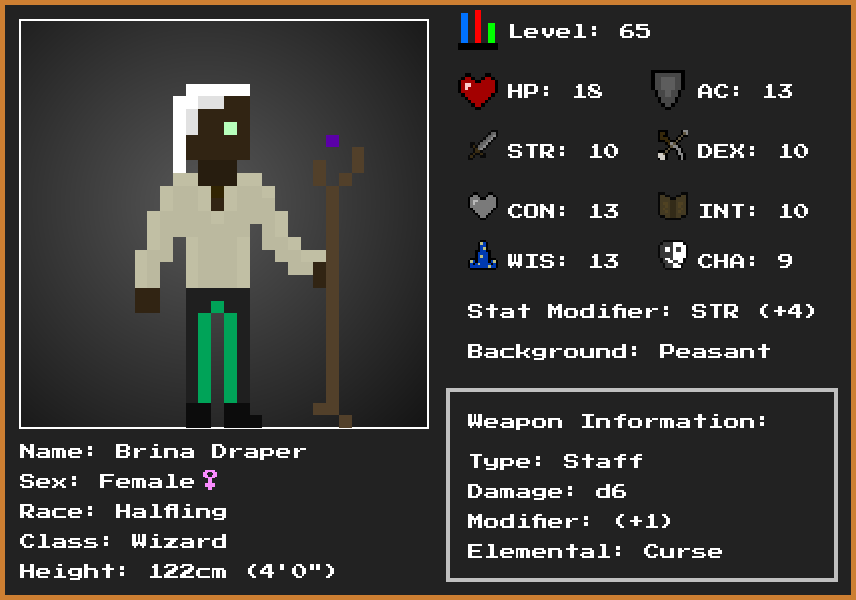 Level: 65
HP: 18
AC: 13
STR: 10
DEX: 10
CON: 13
INT: 10
WIS: 13
CHA: 9
Stat Modifier: STR (+4)
Background: Peasant
Weapon Information:
Type: Staff
Damage: d6
Modifier: (+1)
Elemental: Curse
Name: Brina Draper
Sex: Female♀
Race: Halfling
Class: Wizard
Height: 122cm (4'0")